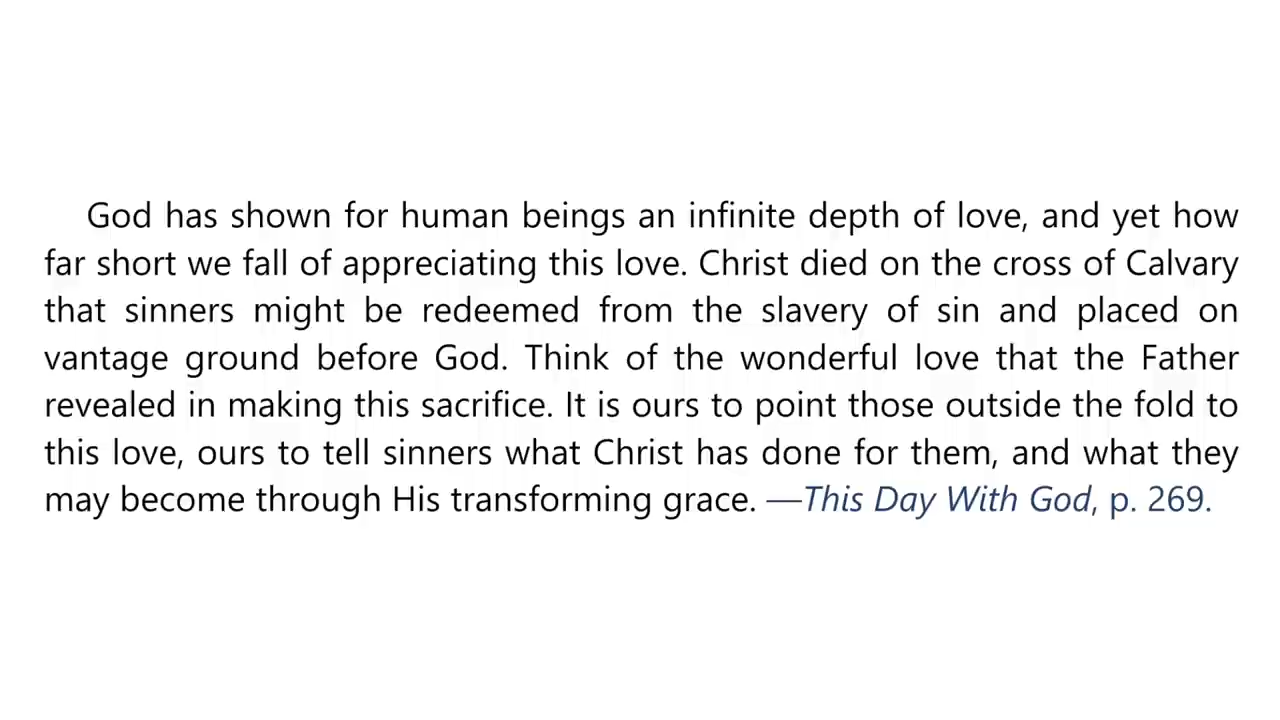 God has shown for human beings an infinite depth of love, and yet how
far short we fall of appreciating this love. Christ died on the cross of Calvary
that sinners might be redeemed from the slavery of sin and placed on
vantage ground before God. Think of the wonderful love that the Father
revealed in making this sacrifice. It is ours to point those outside the fold to
this love, ours to tell sinners what Christ has done for them, and what they
may become through His transforming grace. —This Day With God, p. 269.